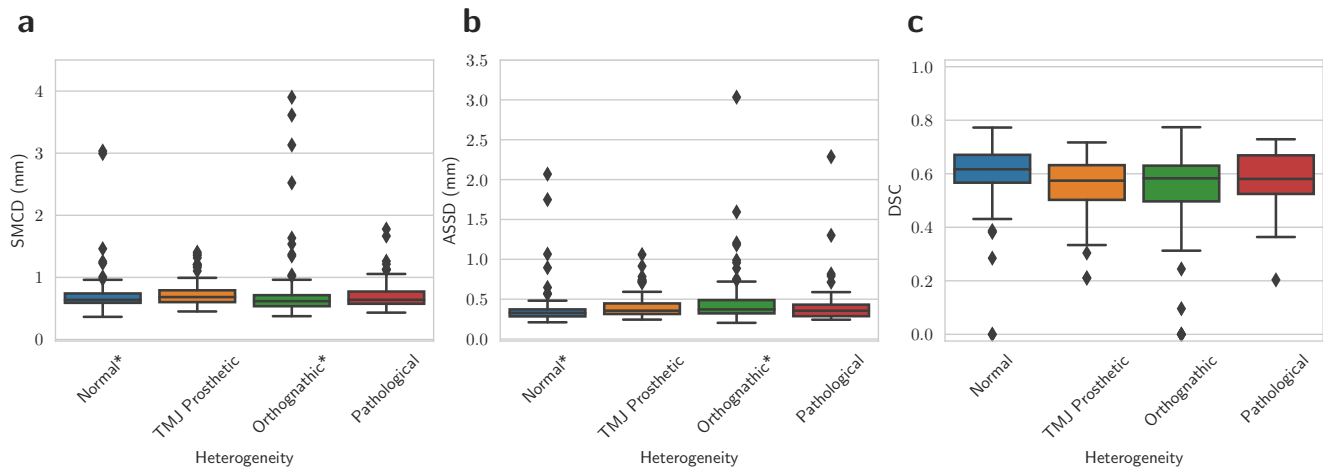 a
SMCD (mm)
4
3
2
1
0
Normal*
TMJ Prosthetic
Orthognathic*
Pathological
Heterogeneity
b
ASSD (mm)
3.5
3.0
2.5
2.0
1.5
1.0
0.5
0.0
Normal*
TMJ Prosthetic
Orthognathic*
Pathological
Heterogeneity
c
DSC
1.0
0.8
0.6
0.4
0.2
0.0
Normal
TMJ Prosthetic
Orthognathic
Pathological
Heterogeneity